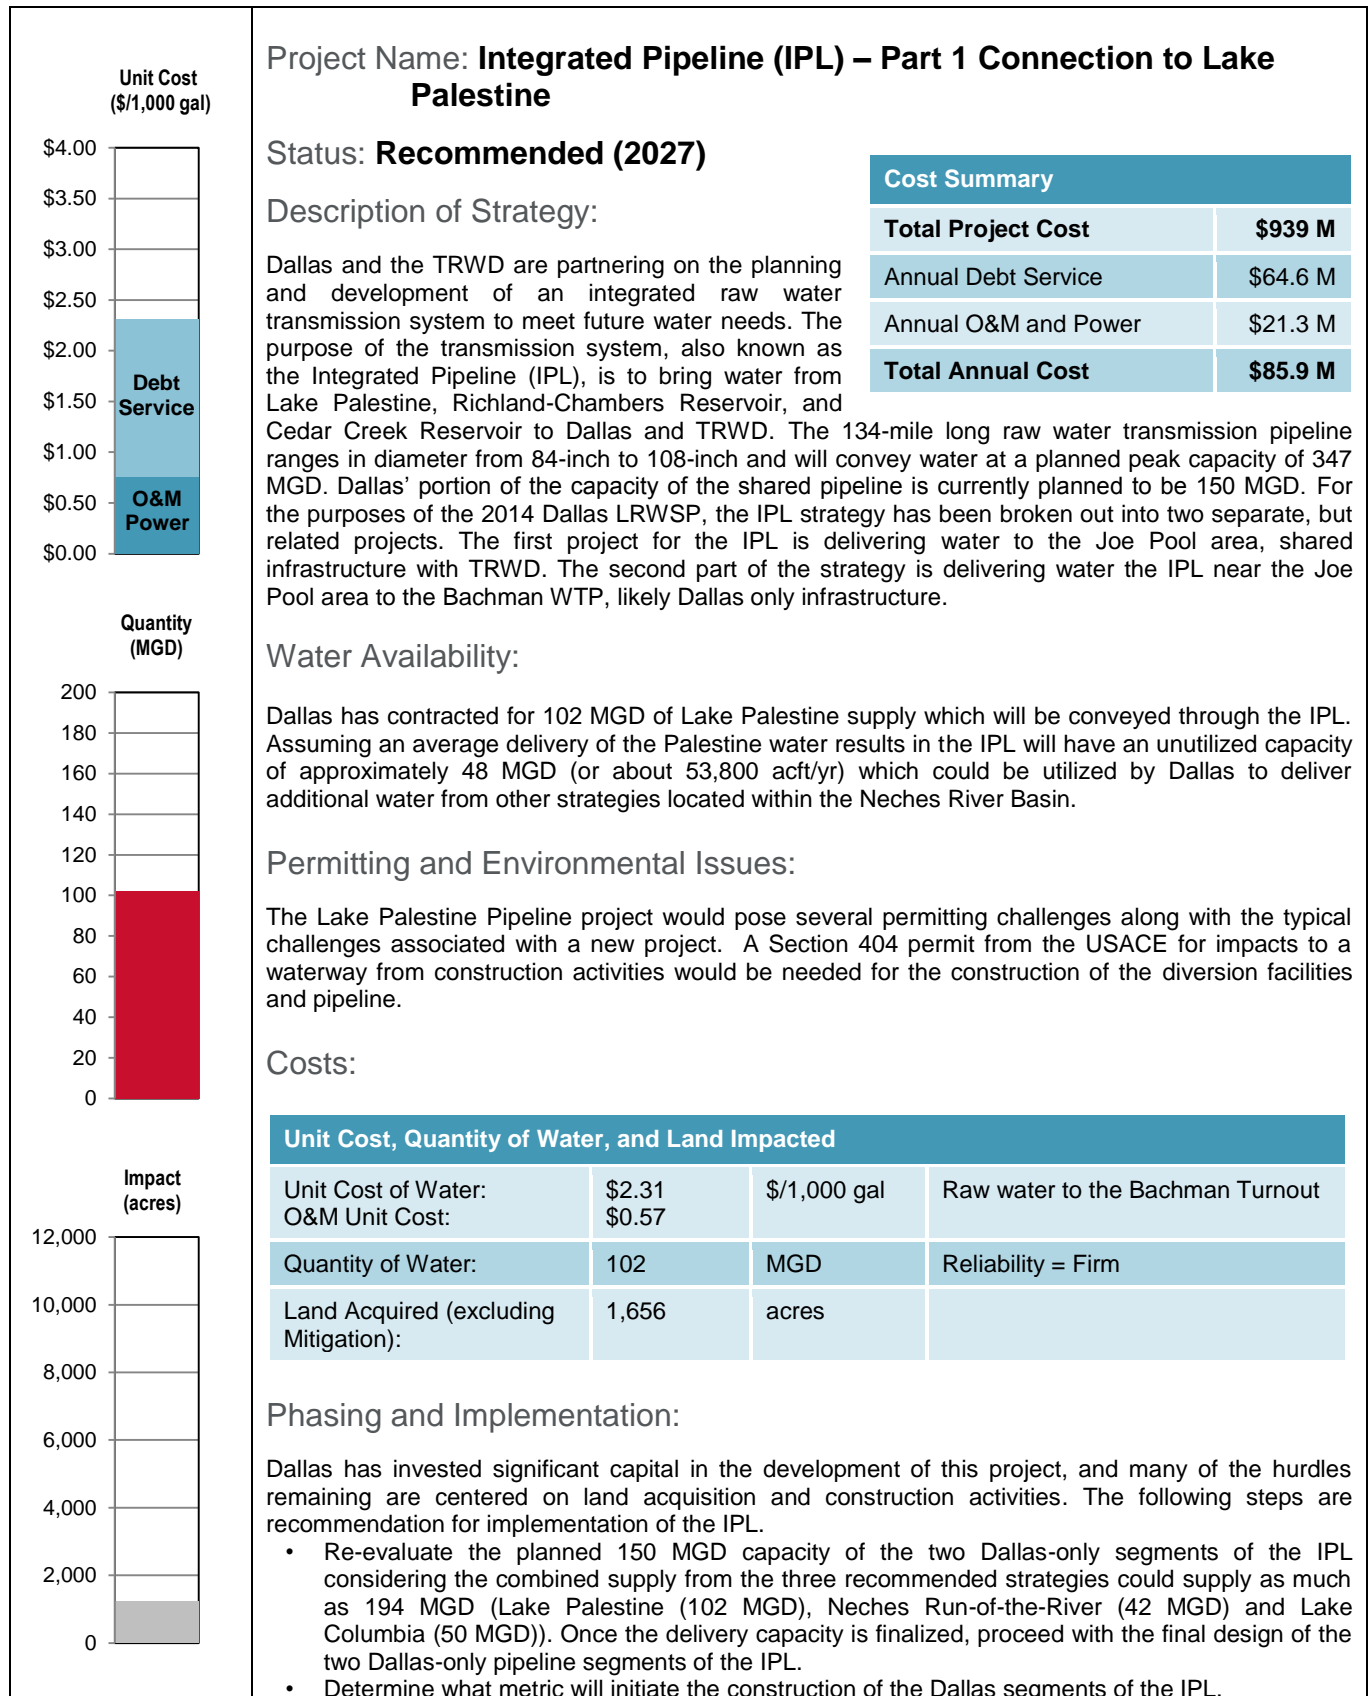 Unit Cost
($/1,000 gal)
$4.00
$3.50
$3.00
$2.50
$2.00
$1.50
$1.00
$0.50
$0.00
Debt
Service
O&M
Power
Quantity
(MGD)
200
180
160
140
120
100
80
60
40
20
0
Impact
(acres)
12,000
10,000
8,000
6,000
4,000
2,000
0
Project Name: Integrated Pipeline (IPL) – Part 1 Connection to Lake
Palestine
Status: Recommended (2027)
Cost Summary
Total Project Cost $939 M
Annual Debt Service $64.6 M
Annual O&M and Power $21.3 M
Total Annual Cost $85.9 M
Description of Strategy:
Dallas and the TRWD are partnering on the planning
and development of an integrated raw water
transmission system to meet future water needs. The
purpose of the transmission system, also known as
the Integrated Pipeline (IPL), is to bring water from
Lake Palestine, Richland-Chambers Reservoir, and
Cedar Creek Reservoir to Dallas and TRWD. The 134-mile long raw water transmission pipeline
ranges in diameter from 84-inch to 108-inch and will convey water at a planned peak capacity of 347
MGD. Dallas’ portion of the capacity of the shared pipeline is currently planned to be 150 MGD. For
the purposes of the 2014 Dallas LRWSP, the IPL strategy has been broken out into two separate, but
related projects. The first project for the IPL is delivering water to the Joe Pool area, shared
infrastructure with TRWD. The second part of the strategy is delivering water the IPL near the Joe
Pool area to the Bachman WTP, likely Dallas only infrastructure.
Water Availability:
Dallas has contracted for 102 MGD of Lake Palestine supply which will be conveyed through the IPL.
Assuming an average delivery of the Palestine water results in the IPL will have an unutilized capacity
of approximately 48 MGD (or about 53,800 acft/yr) which could be utilized by Dallas to deliver
additional water from other strategies located within the Neches River Basin.
Permitting and Environmental Issues:
The Lake Palestine Pipeline project would pose several permitting challenges along with the typical
challenges associated with a new project. A Section 404 permit from the USACE for impacts to a
waterway from construction activities would be needed for the construction of the diversion facilities
and pipeline.
Costs:
Unit Cost, Quantity of Water, and Land Impacted
Unit Cost of Water: $2.31 $/1,000 gal Raw water to the Bachman Turnout
O&M Unit Cost: $0.57
Quantity of Water: 102 MGD Reliability = Firm
Land Acquired (excluding 1,656 acres
Mitigation):
Phasing and Implementation:
Dallas has invested significant capital in the development of this project, and many of the hurdles
remaining are centered on land acquisition and construction activities. The following steps are
recommendation for implementation of the IPL.
• Re-evaluate the planned 150 MGD capacity of the two Dallas-only segments of the IPL
considering the combined supply from the three recommended strategies could supply as much
as 194 MGD (Lake Palestine (102 MGD), Neches Run-of-the-River (42 MGD) and Lake
Columbia (50 MGD)). Once the delivery capacity is finalized, proceed with the final design of the
two Dallas-only pipeline segments of the IPL.
• Determine what metric will initiate the construction of the Dallas segments of the IPL.